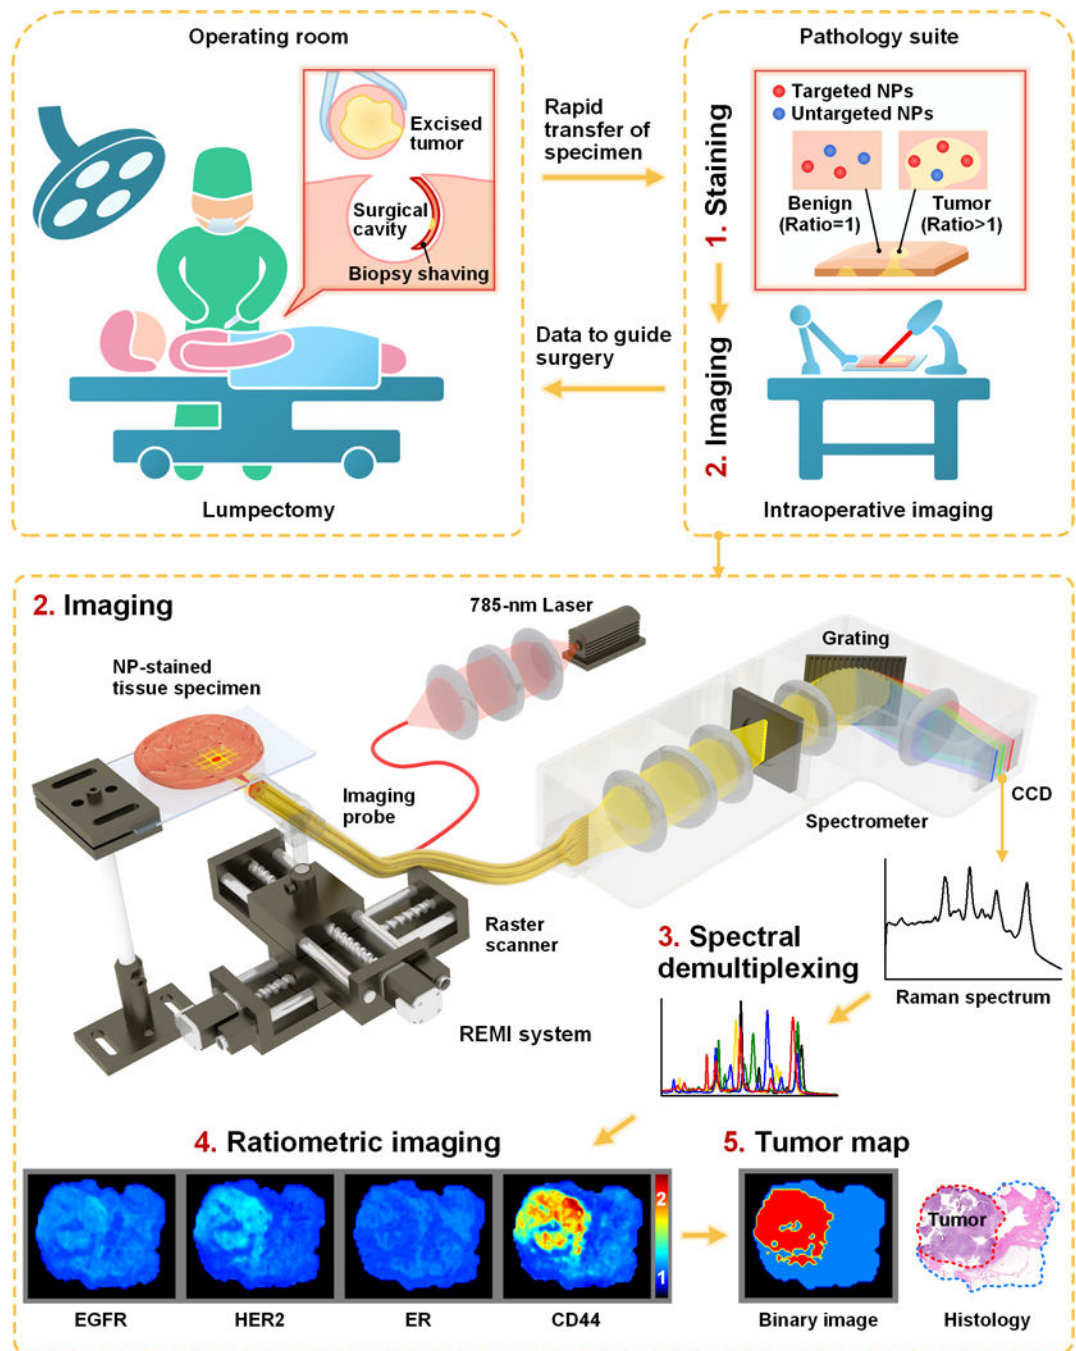 Operating room
Excised
tumor
Surgical
cavity
Biopsy shaving
Lumpectomy
Rapid
transfer of
specimen
Data to guide
surgery
Pathology suite
1. Staining
Targeted NPs
Untargeted NPs
Benign
(Ratio=1)
Tumor
(Ratio>1)
2. Imaging
Intraoperative imaging
2. Imaging
785-nm Laser
NP-stained
tissue specimen
Imaging
probe
Grating
CCD
Spectrometer
Raster
scanner
REMI system
Raman spectrum
3. Spectral
demultiplexing
4. Ratiometric imaging
2
1
EGFR
HER2
ER
CD44
5. Tumor map
Tumor
Binary image
Histology